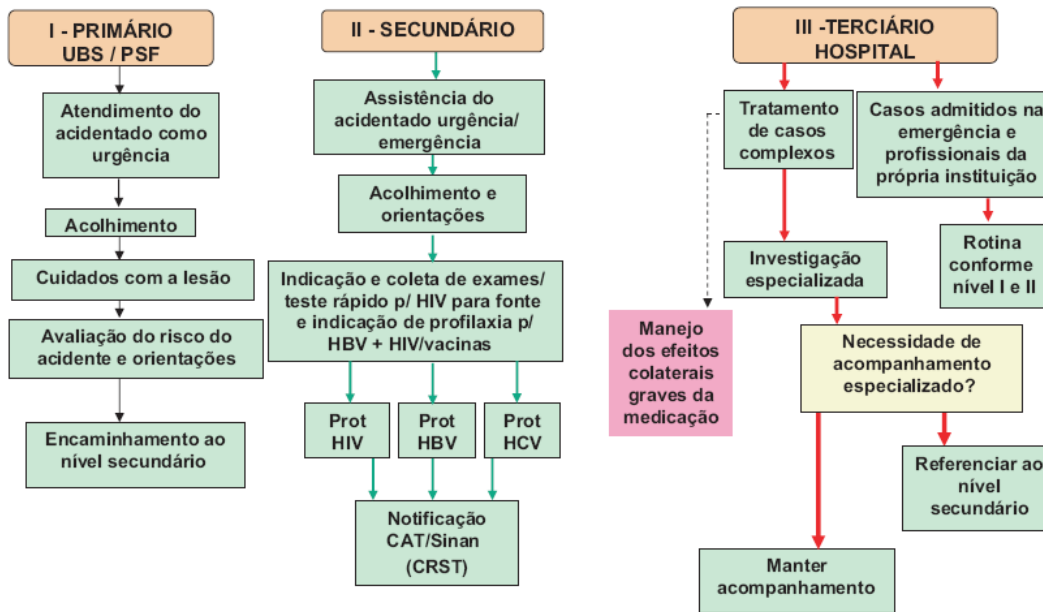 I - PRIMÁRIO
UBS / PSF
Atendimento do
acidentado como
urgência
Acolhimento
Cuidados com a lesão
Avaliação do risco do
acidente e orientações
Encaminhamento ao
nível secundário
II - SECUNDÁRIO
Assistência do
acidentado urgência/
emergência
Acolhimento e
orientações
Indicação e coleta de exames/
teste rápido p/ HIV para fonte
e indicação de profilaxia p/
HBV + HIV/vacinas
Prot
HIV
Prot
HBV
Prot
HCV
Notificação
CAT/Sinan
(CRST)
III -TERCIÁRIO
HOSPITAL
Tratamento
de casos
complexos
Casos admitidos na
emergência e
profissionais da
própria instituição
Investigação
especializada
Rotina
conforme
nível I e II
Manejo
dos efeitos
colaterais
graves da
medicação
Necessidade de
acompanhamento
especializado?
Referenciar ao
nível
secundário
Manter
acompanhamento